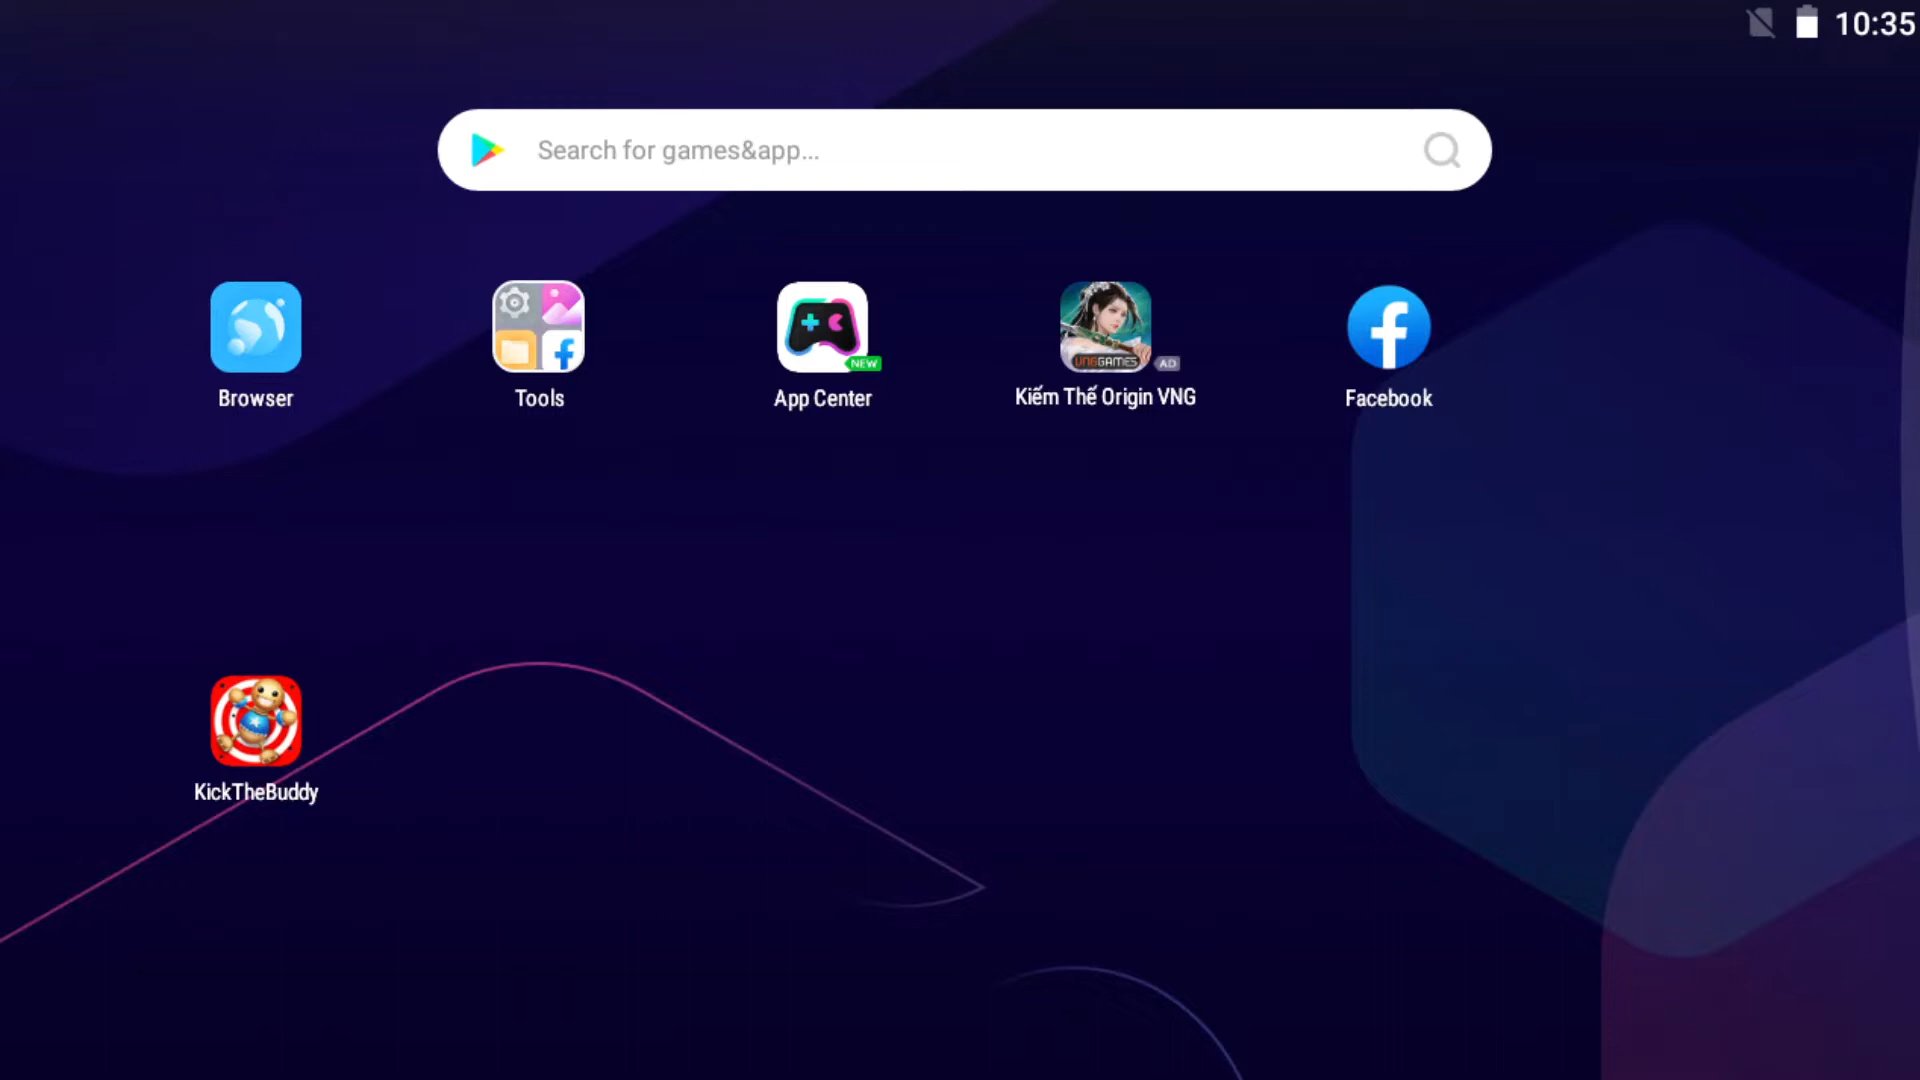 10:35
Search for games&app...
NEW
VNGGAMES
AD
Browser
Tools
App Center
Kiếm Thế Origin VNG
Facebook
KickTheBuddy